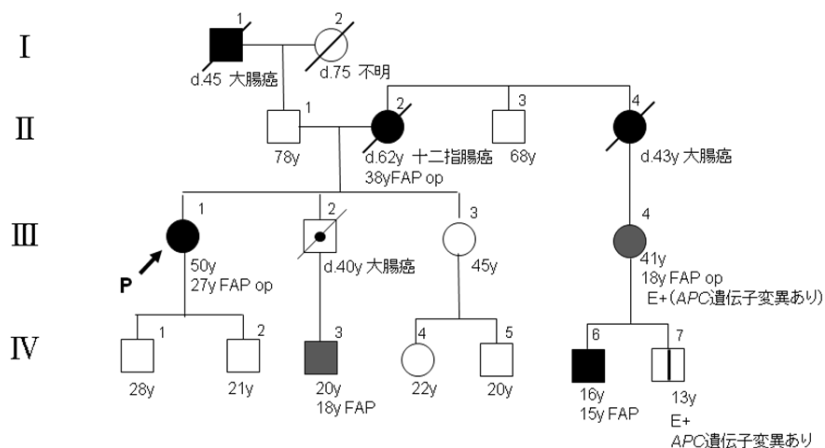 I
1
2
d.45 大腸癌
d.75 不明
II
1
2
3
4
78y
d.62y 十二指腸癌
38yFAP op
68y
d.43y 大腸癌
III
1
2
3
4
P
50y
27y FAP op
d.40y 大腸癌
45y
41y
18y FAP op
E+(APC遺伝子変異あり)
IV
1
2
3
4
5
6
7
28y
21y
20y
18y FAP
22y
20y
16y
15y FAP
13y
E+
APC遺伝子変異あり